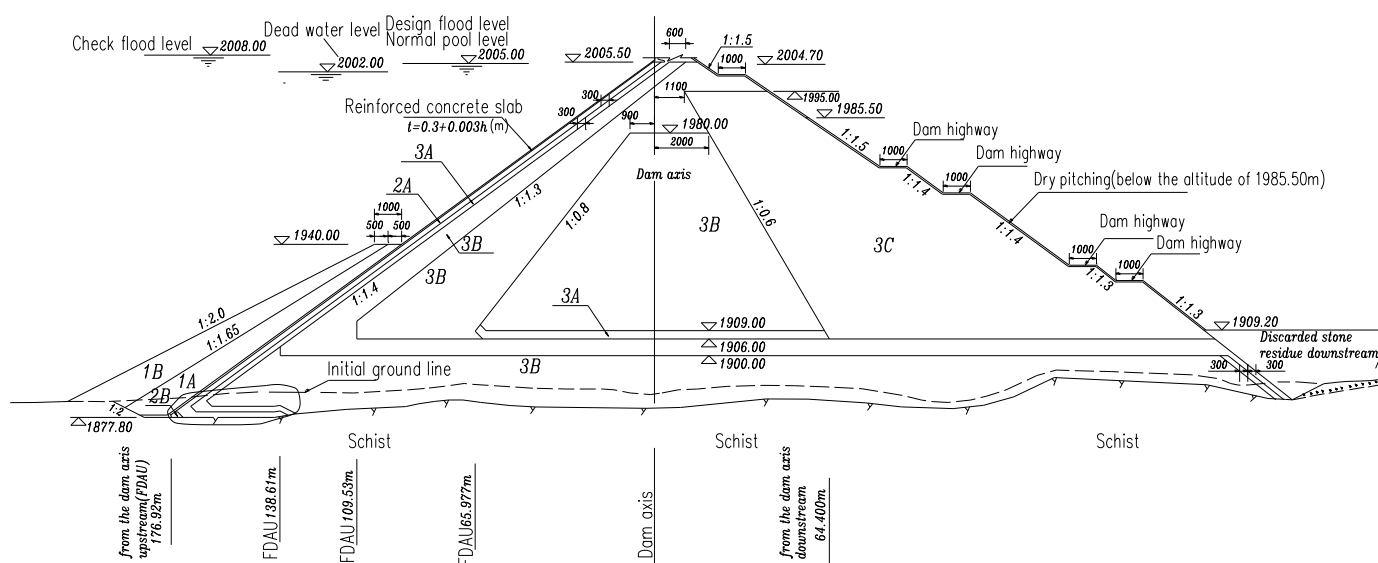 Check flood level
2008.00
Dead water level
2002.00
Design flood level
Normal pool level
2005.00
2005.50
600
1:1.5
1000
2004.70
1995.00
1985.50
1100
300
300
900
1980.00
2000
Dam axis
Reinforced concrete slab
t=0.3+0.003h(m)
3A
2A
1000
500
500
1940.00
1:1.3
3B
3B
1:1.4
1:0.8
3B
1:0.6
3C
1:1.5
1000
Dam highway
1:1.4
1000
Dam highway
Dry pitching(below the altitude of 1985.50m)
1:1.4
1000
Dam highway
1:1.3
1000
Dam highway
1:1.3
1:2.0
1:1.65
3A
1909.00
1906.00
1900.00
1909.20
Discarded stone
residue downstream
300
300
1B
1A
2B
3B
Initial ground line
1:2
1877.80
Schist
Schist
Schist
from the dam axis
upstream(FDAU)
176.92m
FDAU138.61m
FDAU109.53m
FDAU65.977m
Dam axis
from the dam axis
downstream
64.400m